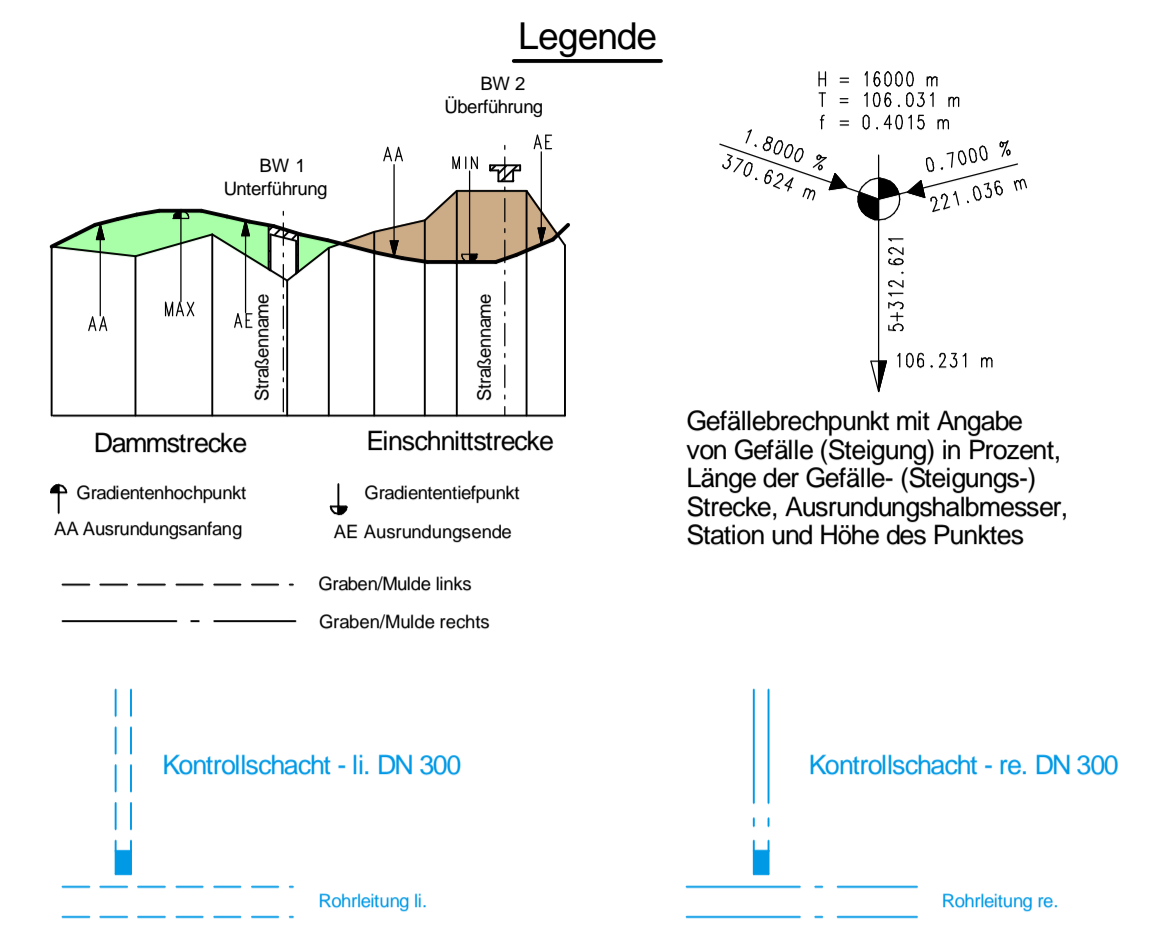 Legende
BW 2
Überführung
BW 1
Unterführung
AA
MIN
AE
AA
MAX
AE
Straßenname
Straßenname
Dammstrecke
Einschnittstrecke
Gradientenhochpunkt
Gradiententiefpunkt
AA Ausrundungsanfang
AE Ausrundungsende
Graben/Mulde links
Graben/Mulde rechts
H = 16000 m
T = 106.031 m
f = 0.4015 m
1.8000 %
370.624 m
0.7000 %
221.036 m
5+312.621
106.231 m
Gefällebrechpunkt mit Angabe
von Gefälle (Steigung) in Prozent,
Länge der Gefälle- (Steigungs-)
Strecke, Ausrundungshalbmesser,
Station und Höhe des Punktes
Kontrollschacht - li. DN 300
Kontrollschacht - re. DN 300
Rohrleitung li.
Rohrleitung re.